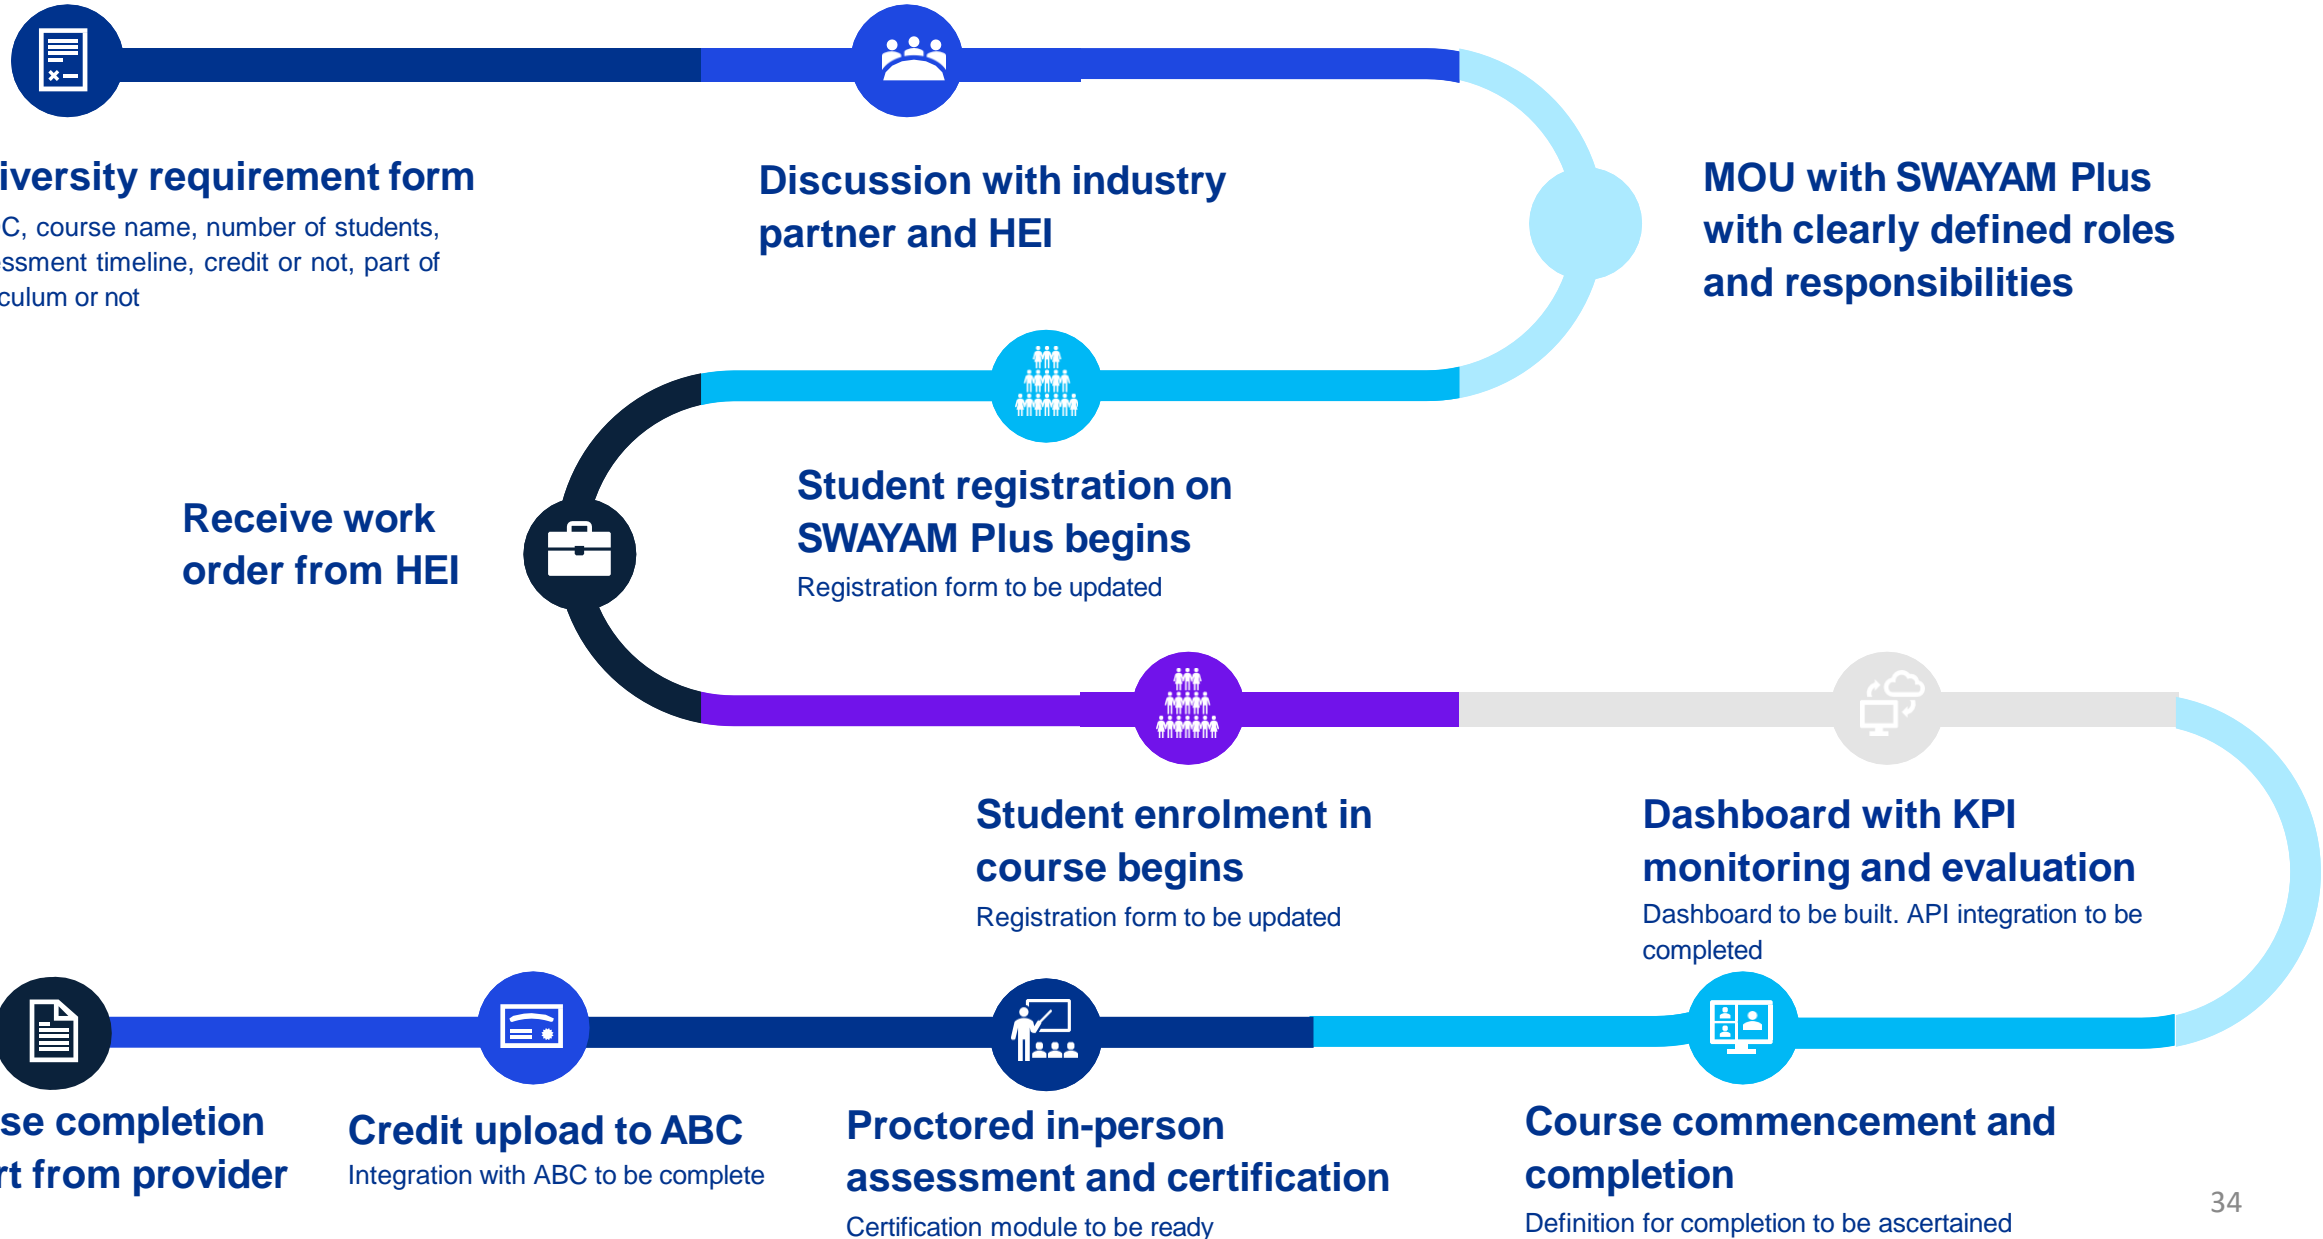 iversity requirement form
C, course name, number of students,
essment timeline, credit or not, part of
culum or not
Discussion with industry
partner and HEI
MOU with SWAYAM Plus
with clearly defined roles
and responsibilities
Student registration on
SWAYAM Plus begins
Registration form to be updated
Receive work
order from HEI
Student enrolment in
course begins
Registration form to be updated
Dashboard with KPI
monitoring and evaluation
Dashboard to be built. API integration to be
completed
Course commencement and
completion
Definition for completion to be ascertained
Proctored in-person
assessment and certification
Certification module to be ready
Credit upload to ABC
Integration with ABC to be complete
se completion
rt from provider
34